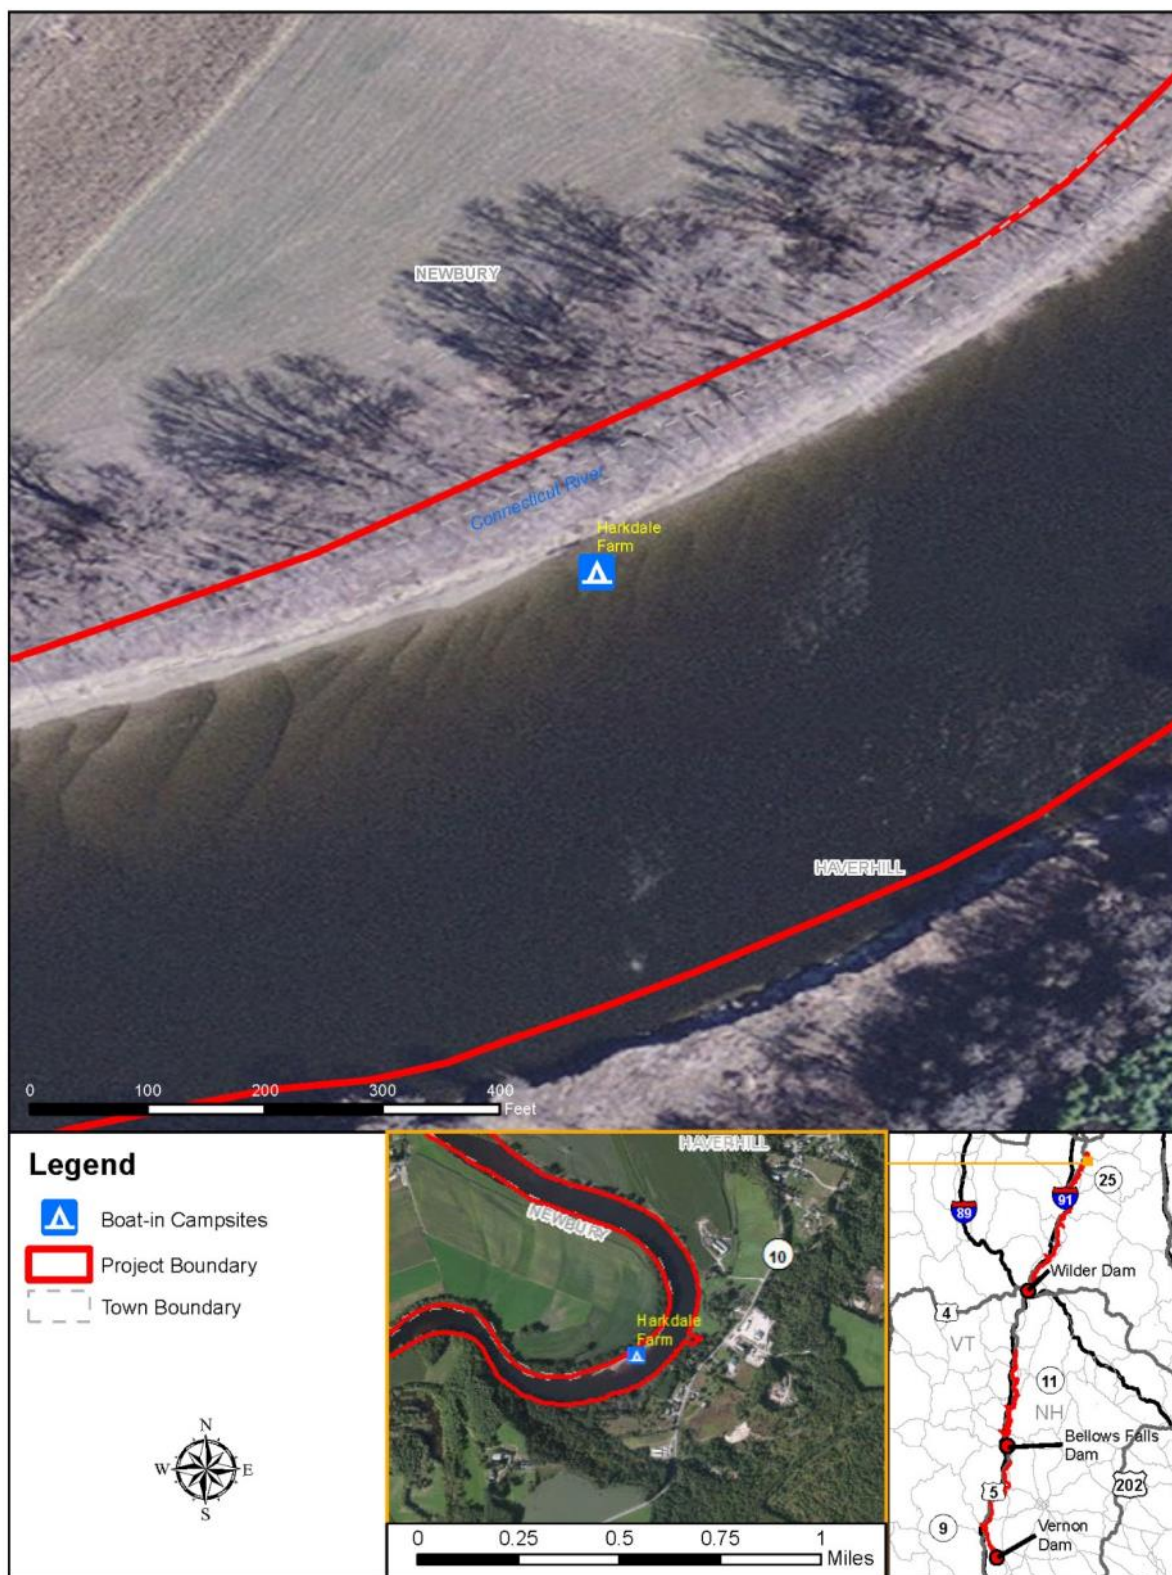 NEWBURY
Connecticut River
Harkdale
Farm
HAVERHILL
0 100 200 300 400
Feet
Legend
Boat-in Campsites
Project Boundary
Town Boundary
N
W E
S
HAVERHILL
NEWBURY
10
Harkdale
Farm
0 0.25 0.5 0.75 1
Miles
25
91
89
Wilder Dam
4
VT
11
NH
Bellows Falls
Dam
202
5
9
Vernon
Dam